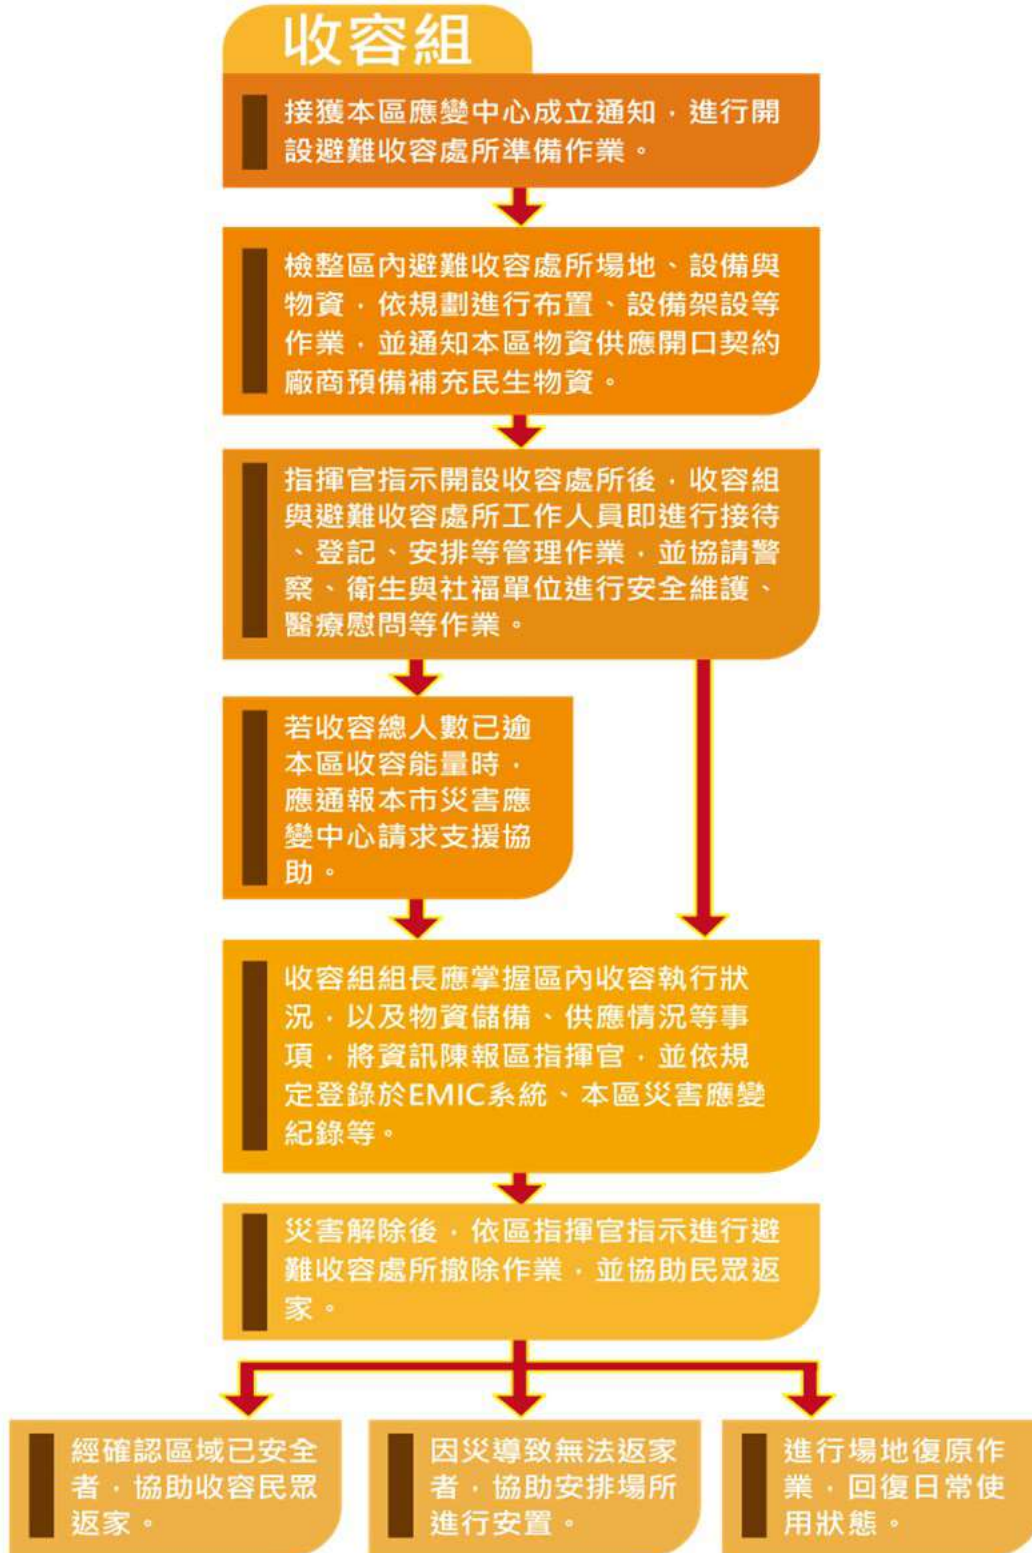 收容組
接獲本區應變中心成立通知，進行開
設避難收容處所準備作業。
檢整區內避難收容處所場地、設備與
物資，依規劃進行布置、設備架設等
作業，並通知本區物資供應開口契約
廠商預備補充民生物資。
指揮官指示開設收容處所後，收容組
與避難收容處所工作人員即進行接待
、登記、安排等管理作業，並協請警
察、衛生與社福單位進行安全維護、
醫療慰問等作業。
若收容總人數已逾
本區收容能量時，
應通報本市災害應
變中心請求支援協
助。
收容組組長應掌握區內收容執行狀
況，以及物資儲備、供應情況等事
項，將資訊陳報區指揮官，並依規
定登錄於EMIC系統、本區災害應變
紀錄等。
災害解除後，依區指揮官指示進行避
難收容處所撤除作業，並協助民眾返
家。
經確認區域已安全
者，協助收容民眾
返家。
因災導致無法返家
者，協助安排場所
進行安置。
進行場地復原作
業，回復日常使
用狀態。